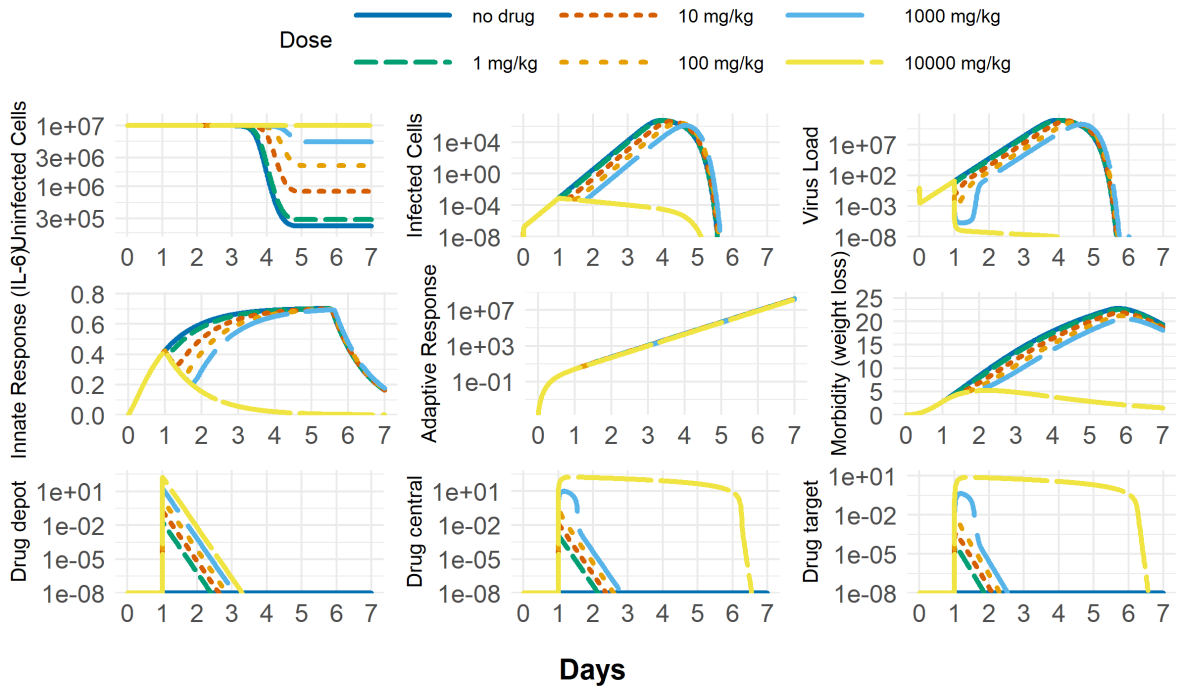 Dose
no drug
10 mg/kg
1000 mg/kg
1 mg/kg
100 mg/kg
10000 mg/kg
Uninfected Cells
1e+07
3e+06
1e+06
3e+05
0 1 2 3 4 5 6 7
Infected Cells
1e+04
1e+00
1e-04
1e-08
0 1 2 3 4 5 6 7
Virus Load
1e+07
1e+02
1e-03
1e-08
0 1 2 3 4 5 6 7
Innate Response (IL-6)
0.8
0.6
0.4
0.2
0.0
0 1 2 3 4 5 6 7
Adaptive Response
1e+07
1e+03
1e-01
0 1 2 3 4 5 6 7
Morbidity (weight loss)
25
20
15
10
5
0
0 1 2 3 4 5 6 7
Drug depot
1e+01
1e-02
1e-05
1e-08
0 1 2 3 4 5 6 7
Drug central
1e+01
1e-02
1e-05
1e-08
0 1 2 3 4 5 6 7
Drug target
1e+01
1e-02
1e-05
1e-08
0 1 2 3 4 5 6 7
Days